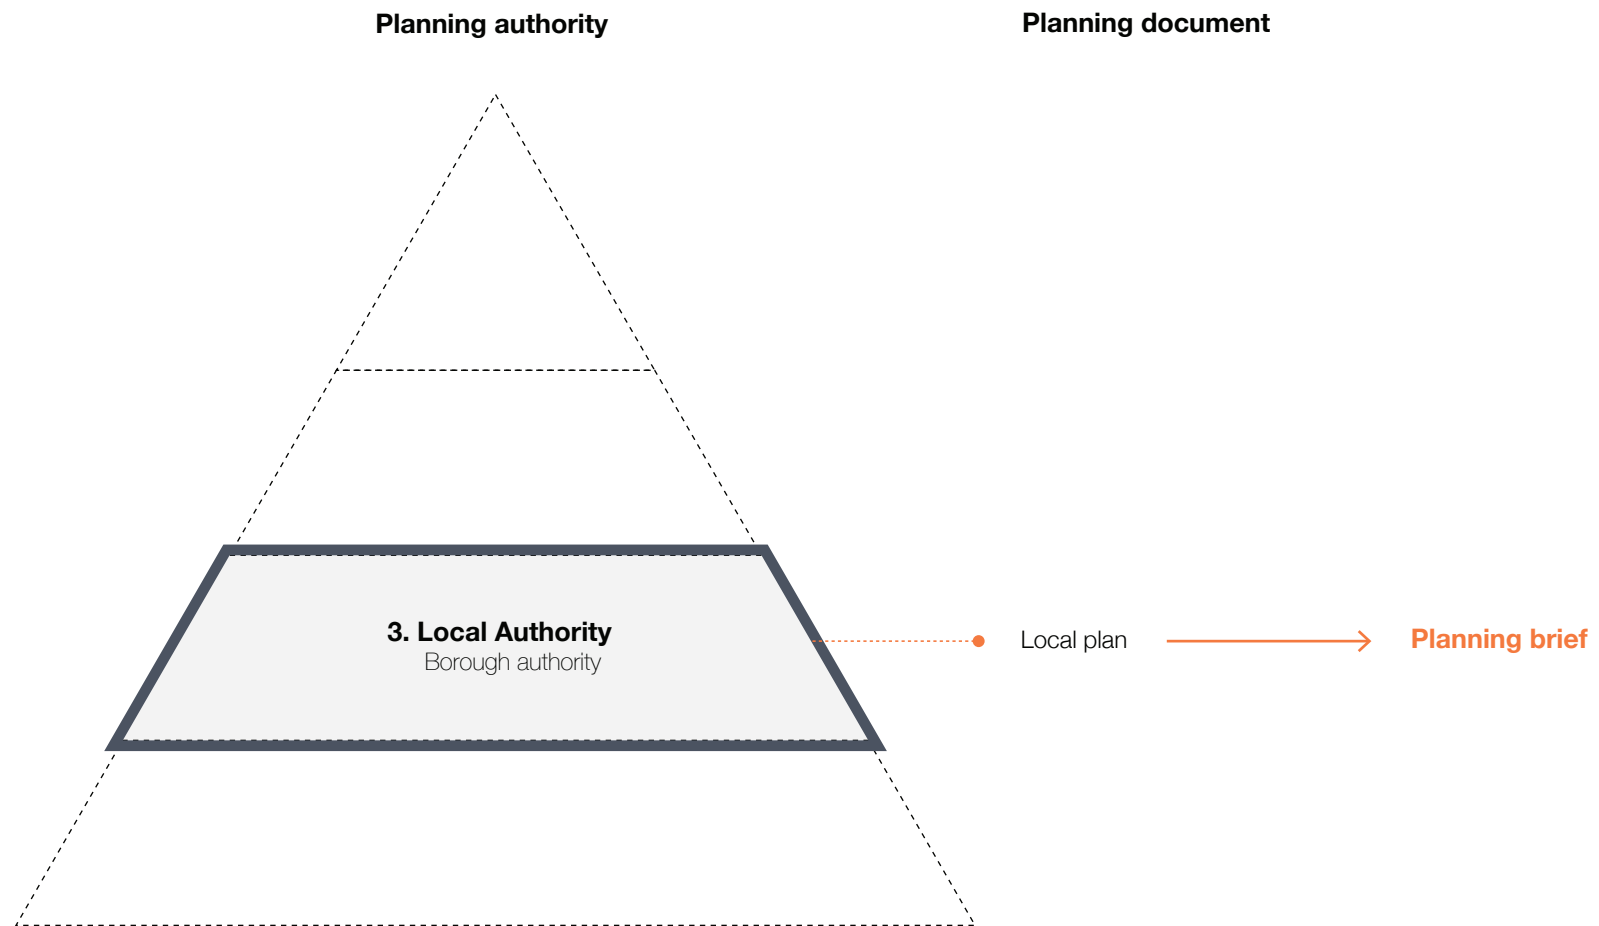 Planning authority
Planning document
3. Local Authority
Borough authority
Local plan
Planning brief